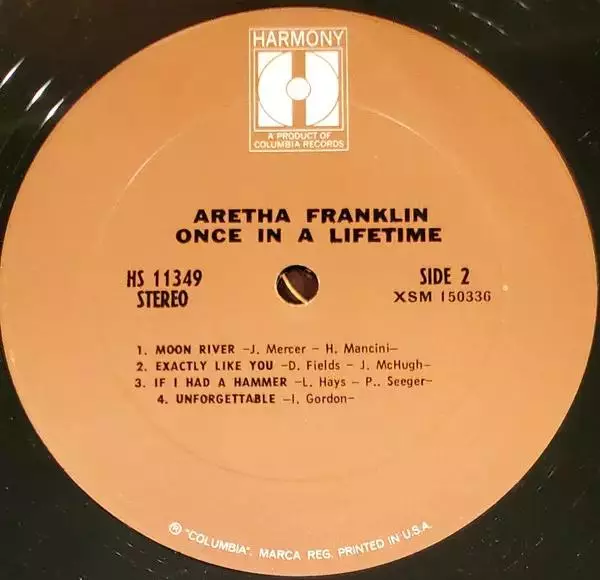 HARMONY
A PRODUCT OF
COLUMBIA RECORDS
ARETHA FRANKLIN
ONCE IN A LIFETIME
HS 11349
STEREO
SIDE 2
XSM 150336
1. MOON RIVER –J. Mercer – H. Mancini–
2. EXACTLY LIKE YOU –D. Fields – J. McHugh–
3. IF I HAD A HAMMER –L. Hays – P.. Seeger–
4. UNFORGETTABLE –I. Gordon–
® "COLUMBIA". MARCA REG. PRINTED IN U.S.A.